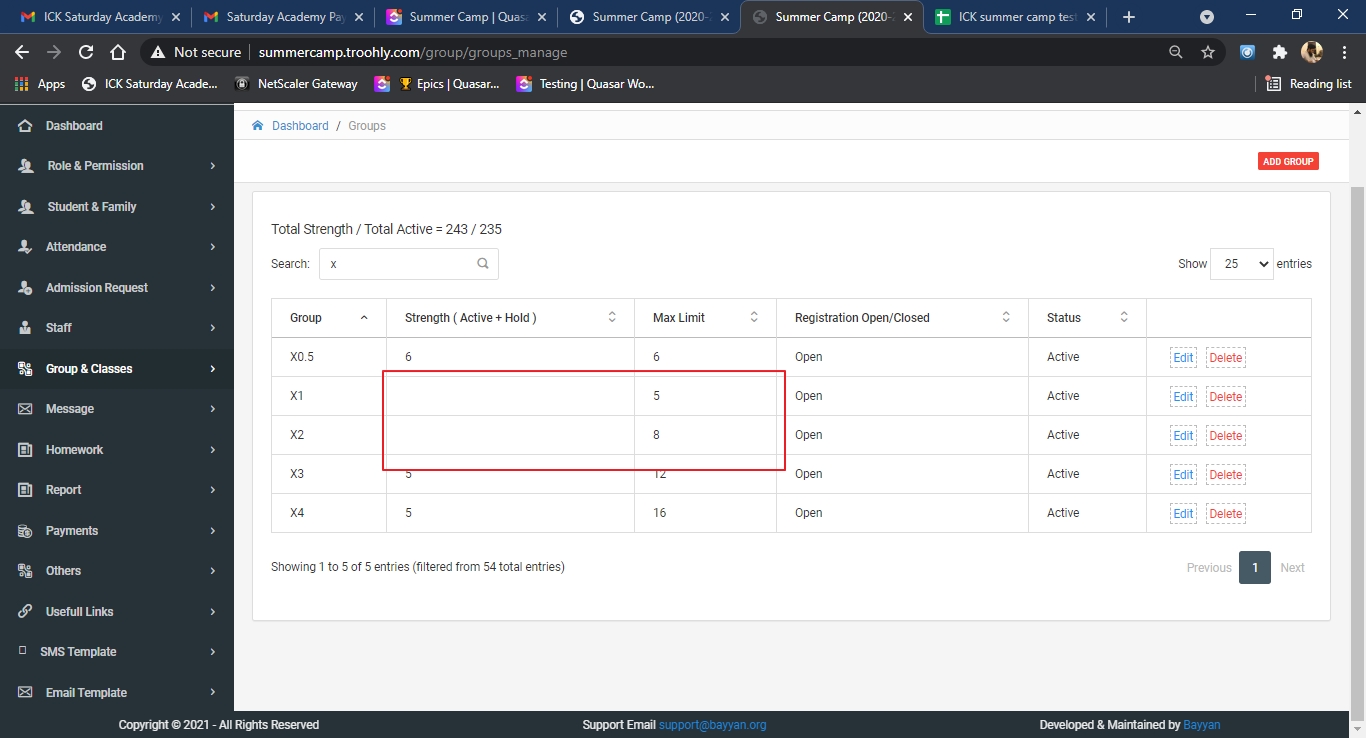 ICK Saturday Academy
Saturday Academy Pay
Summer Camp | Quas
Summer Camp (2020-
Summer Camp (2020-
ICK summer camp test
Not secure summercamp.troohly.com/group/groups_manage
Apps
ICK Saturday Acade...
NetScaler Gateway
Epics | Quasar...
Testing | Quasar Wo...
Reading list
Dashboard
Role & Permission
Student & Family
Attendance
Admission Request
Staff
Group & Classes
Message
Homework
Report
Payments
Others
Usefull Links
SMS Template
Email Template
Dashboard / Groups
ADD GROUP
Total Strength / Total Active = 243 / 235
Search: x
Show 25 entries
Group Strength ( Active + Hold ) Max Limit Registration Open/Closed Status
X0.5 6 6 Open Active Edit Delete
X1 5 Open Active Edit Delete
X2 8 Open Active Edit Delete
X3 5 12 Open Active Edit Delete
X4 5 16 Open Active Edit Delete
Showing 1 to 5 of 5 entries (filtered from 54 total entries)
Previous 1 Next
Copyright © 2021 - All Rights Reserved
Support Email support@bayyan.org
Developed & Maintained by Bayyan